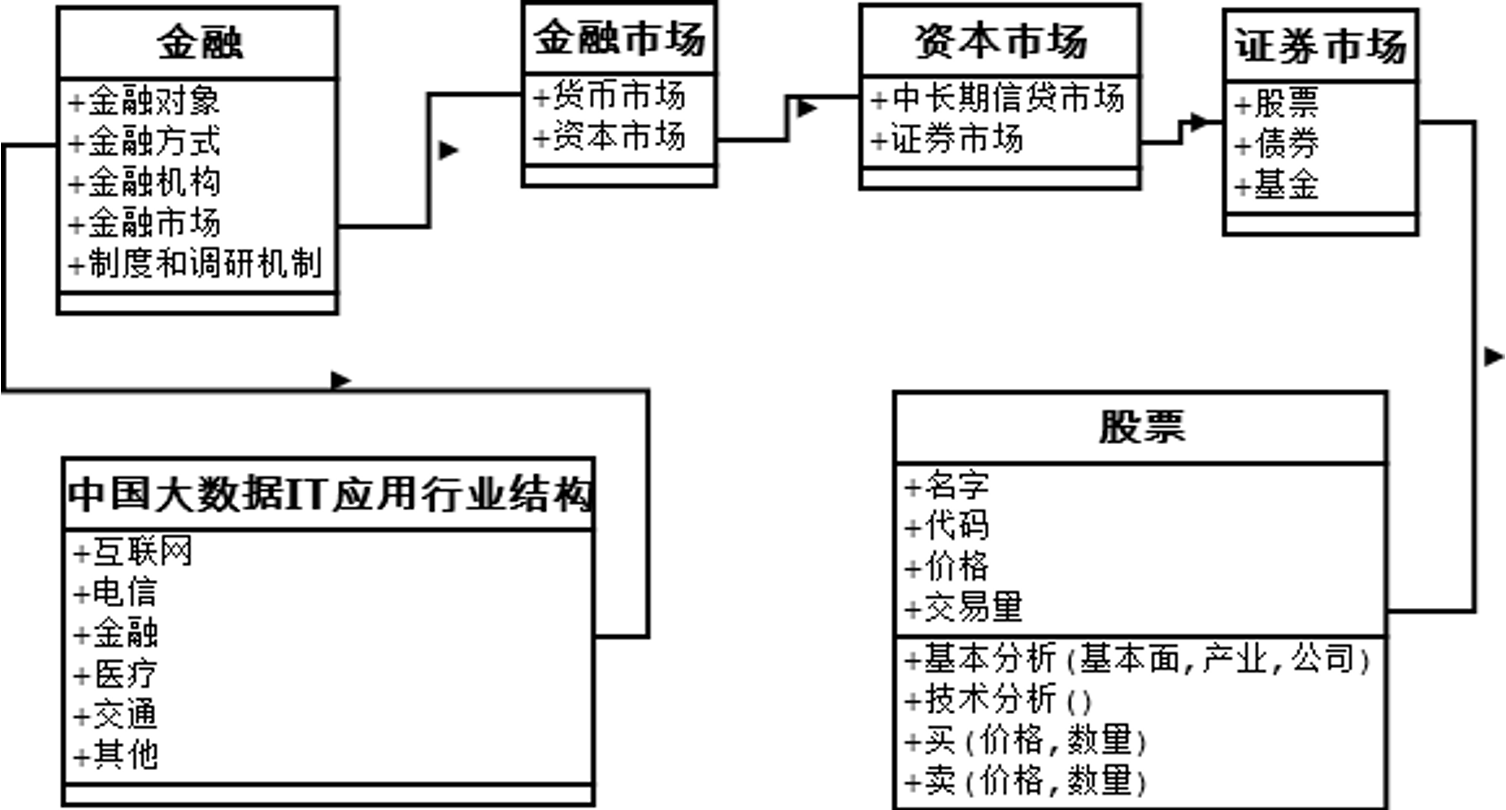 金融
+金融对象
+金融方式
+金融机构
+金融市场
+制度和调研机制
金融市场
+货币市场
+资本市场
资本市场
+中长期信贷市场
+证券市场
证券市场
+股票
+债券
+基金
中国大数据IT应用行业结构
+互联网
+电信
+金融
+医疗
+交通
+其他
股票
+名字
+代码
+价格
+交易量
+基本分析(基本面,产业,公司)
+技术分析()
+买(价格,数量)
+卖(价格,数量)